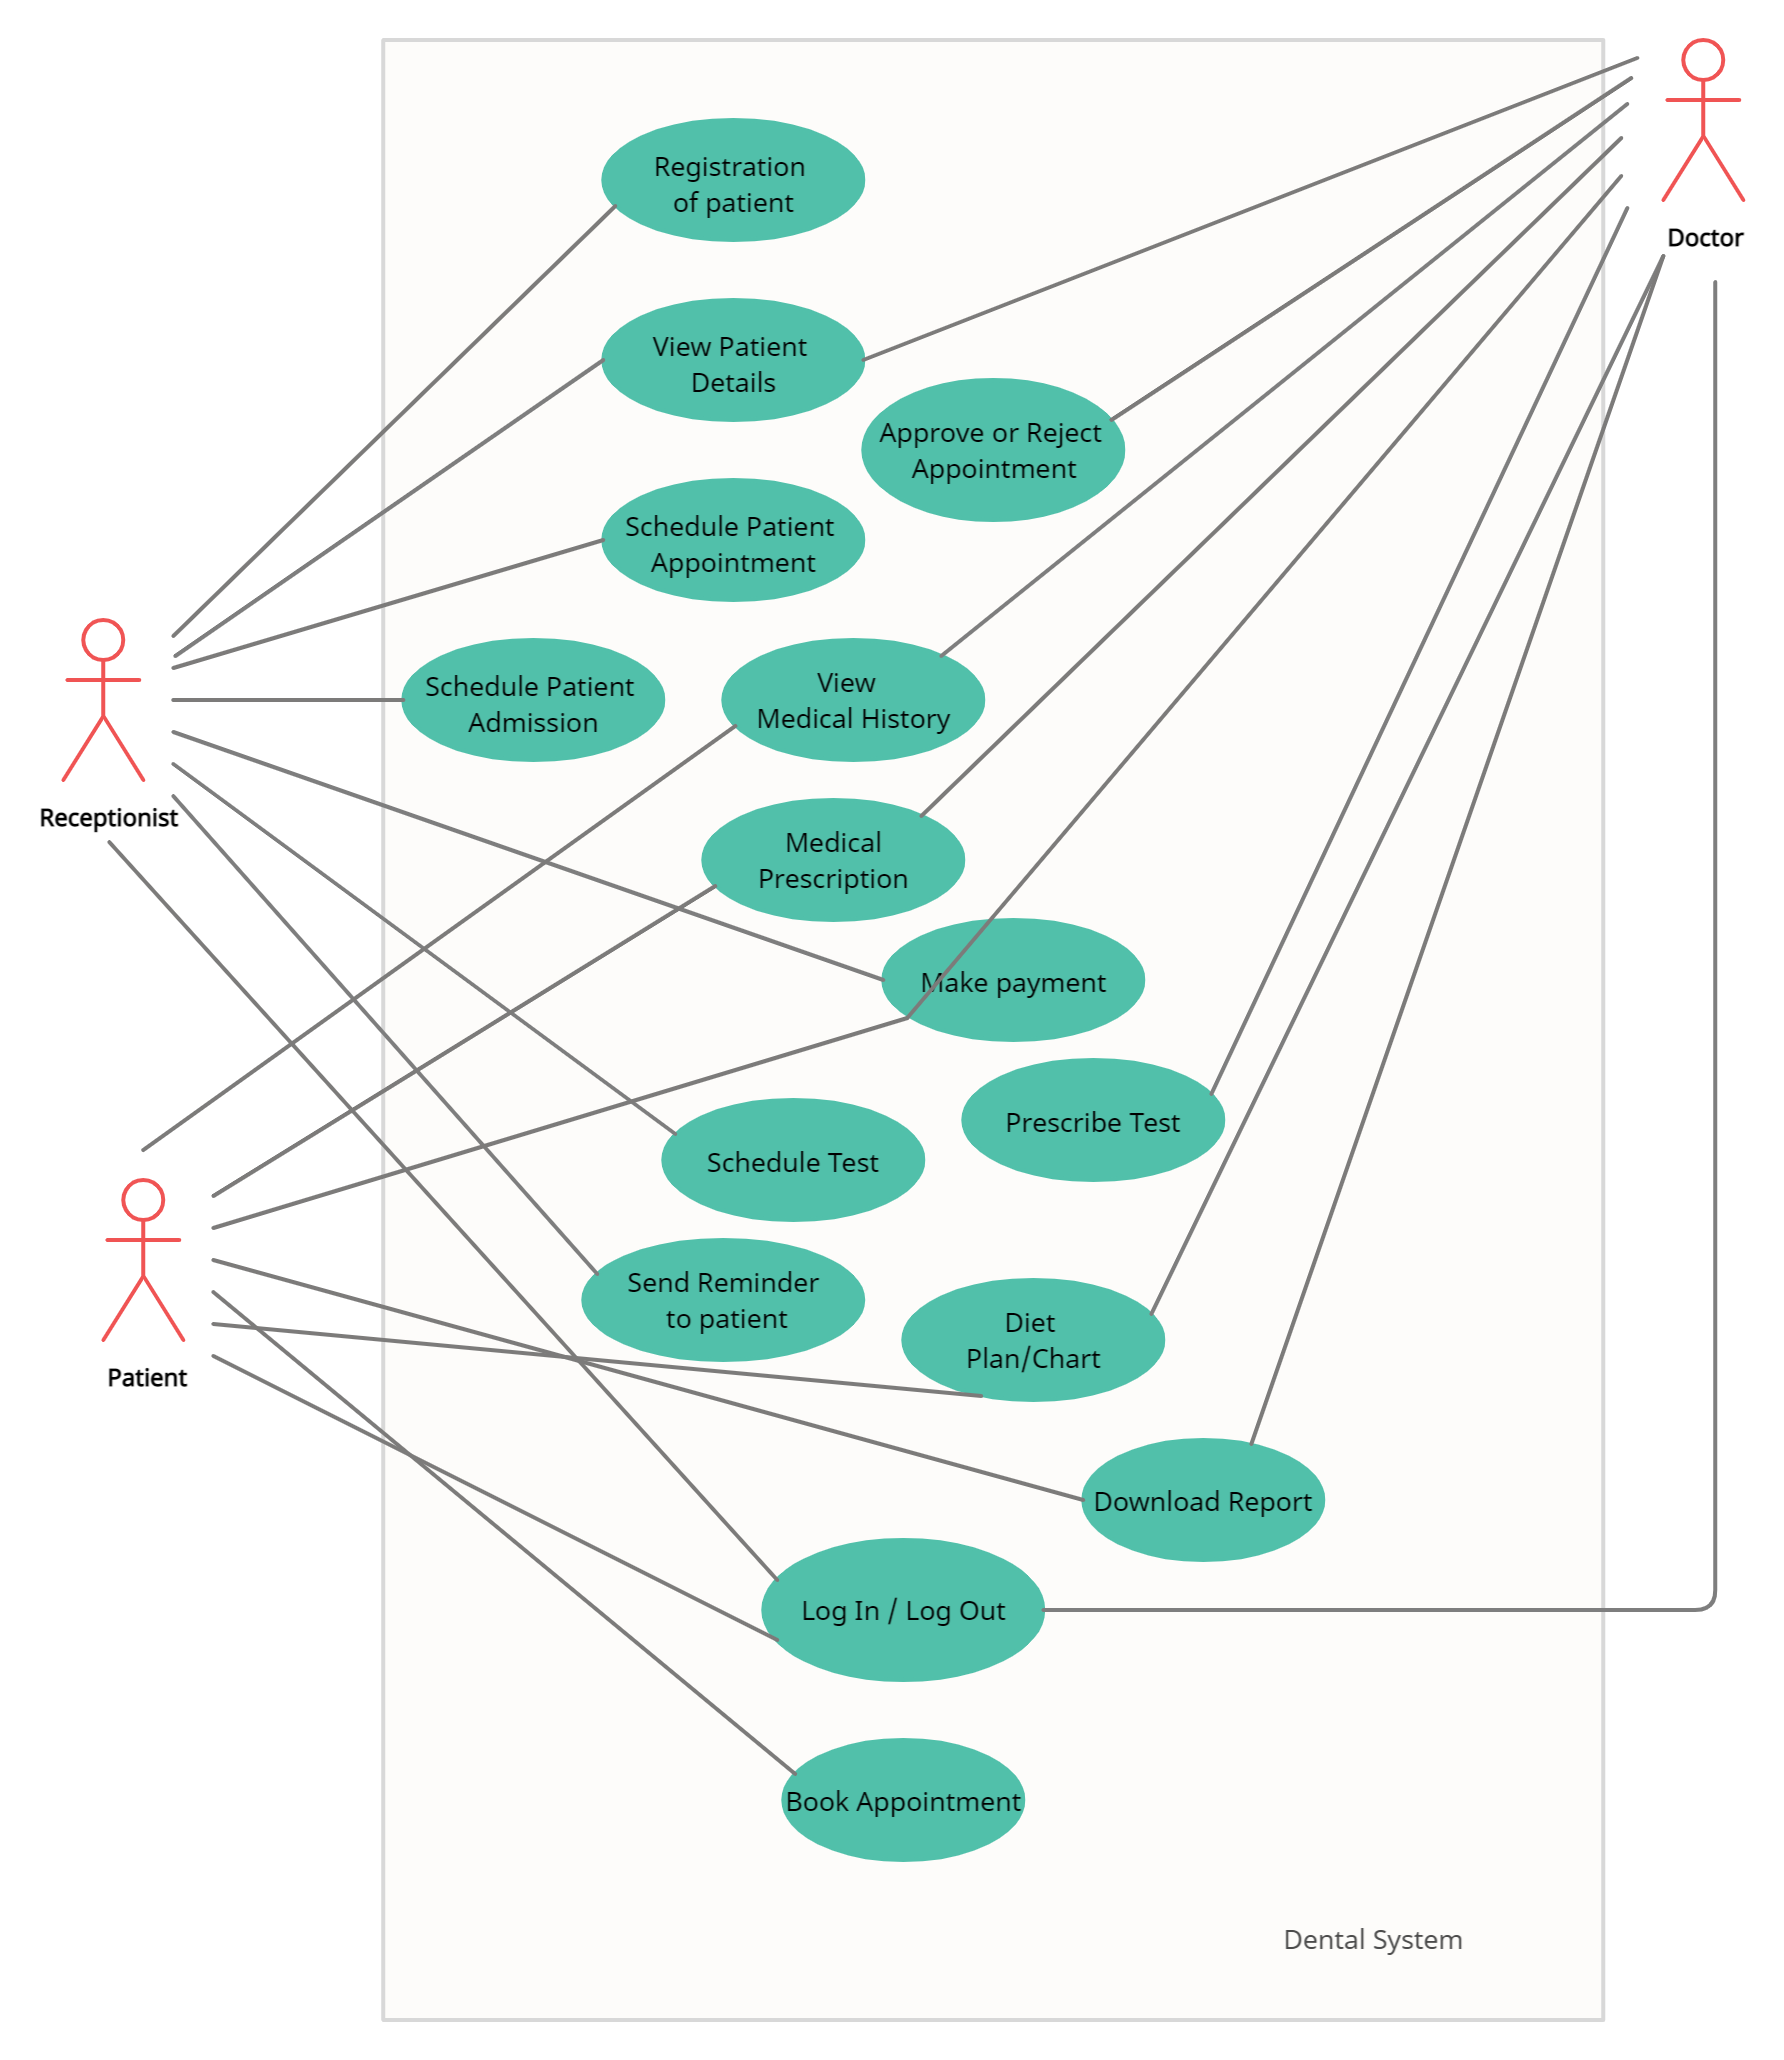 Doctor
Registration
of patient
View Patient
Details
Approve or Reject
Appointment
Schedule Patient
Appointment
Schedule Patient
Admission
View
Medical History
Receptionist
Medical
Prescription
Make payment
Prescribe Test
Schedule Test
Send Reminder
to patient
Diet
Plan/Chart
Patient
Download Report
Log In / Log Out
Book Appointment
Dental System